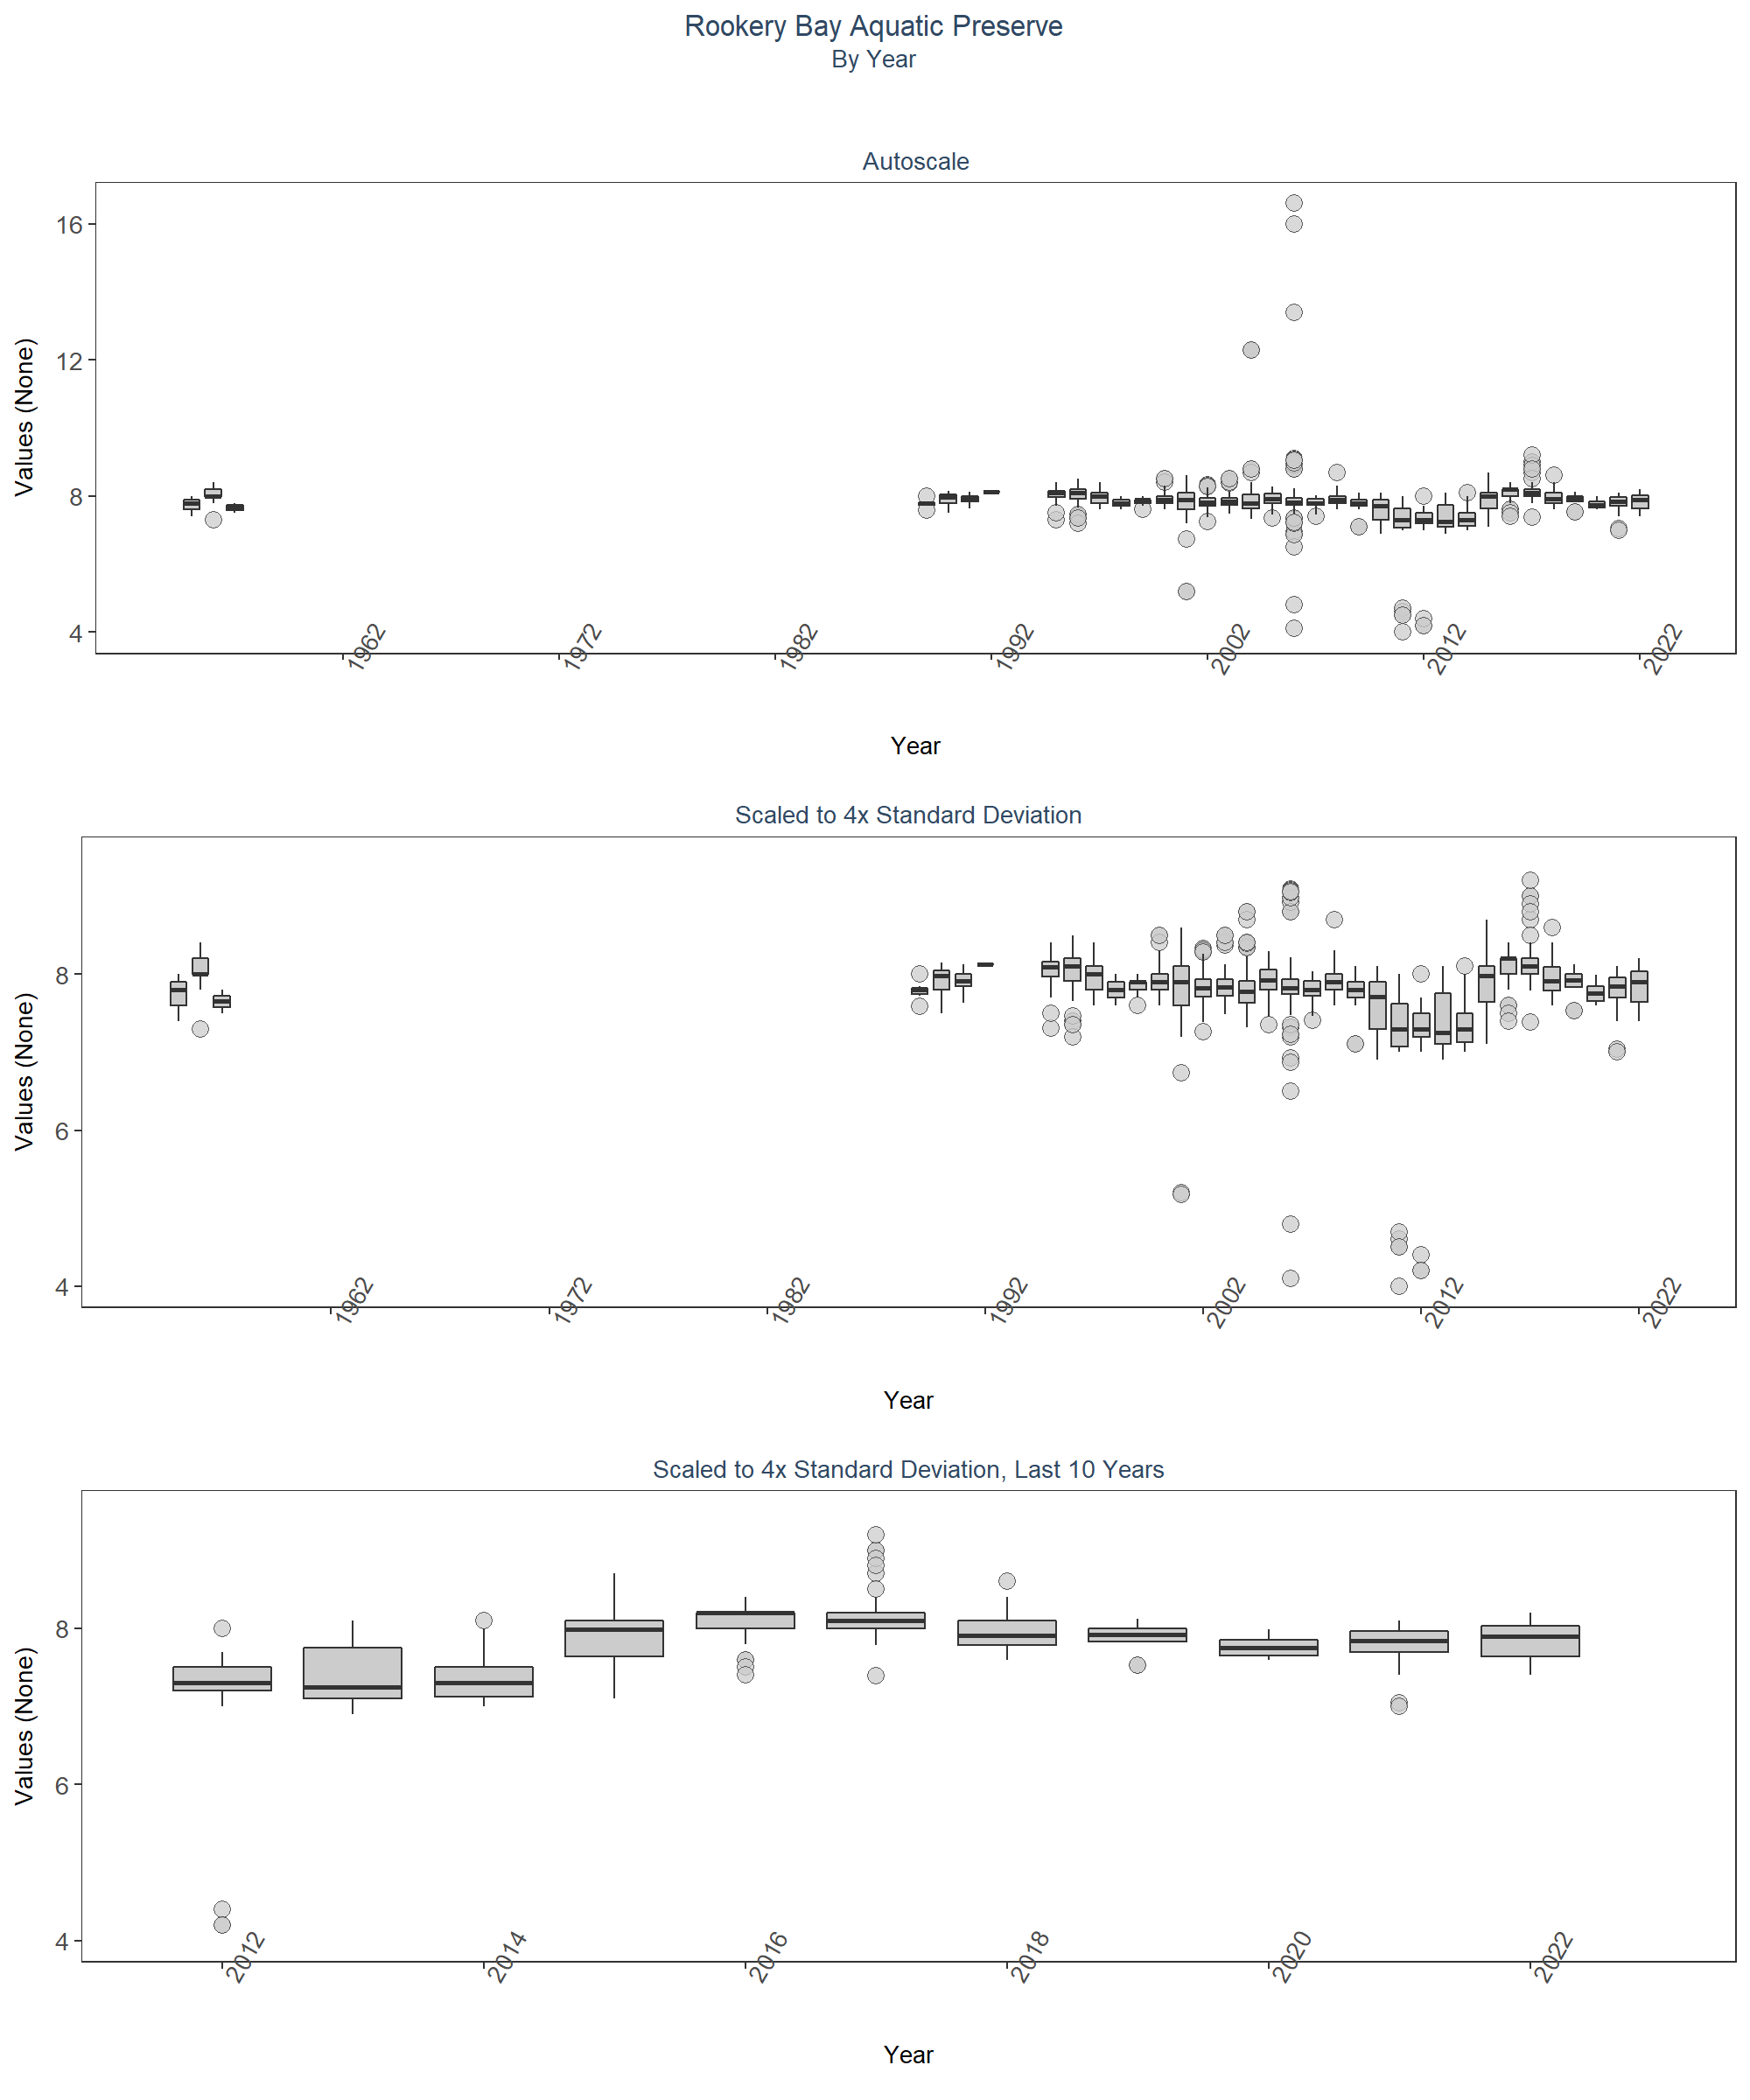 Rookery Bay Aquatic Preserve
By Year
Autoscale
Values (None)
16
12
8
4
1962
1972
1982
1992
2002
2012
2022
Year
Scaled to 4x Standard Deviation
Values (None)
8
6
4
1962
1972
1982
1992
2002
2012
2022
Year
Scaled to 4x Standard Deviation, Last 10 Years
Values (None)
8
6
4
2012
2014
2016
2018
2020
2022
Year